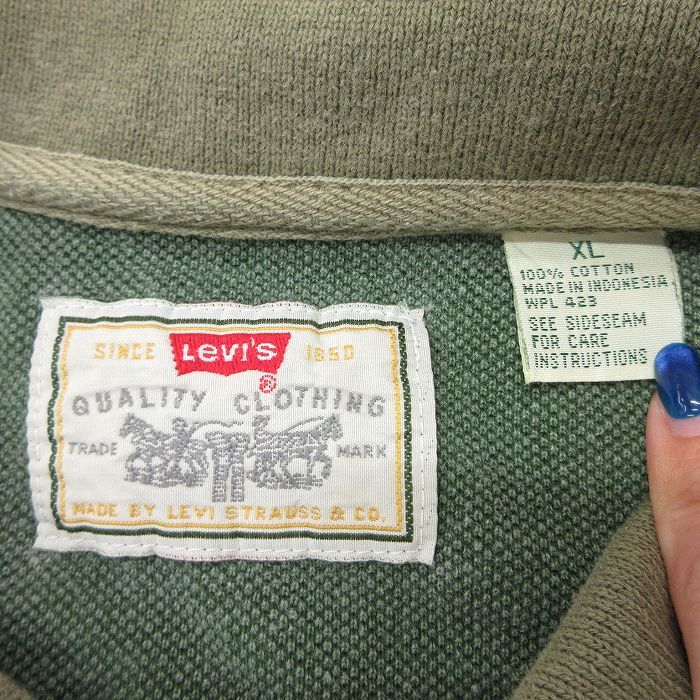 SINCE LEVI'S 1850
®
QUALITY CLOTHING
TRADE MARK
MADE BY LEVI STRAUSS & CO.
XL
100% COTTON
MADE IN INDONESIA
WPL 423
SEE SIDESEAM
FOR CARE
INSTRUCTIONS